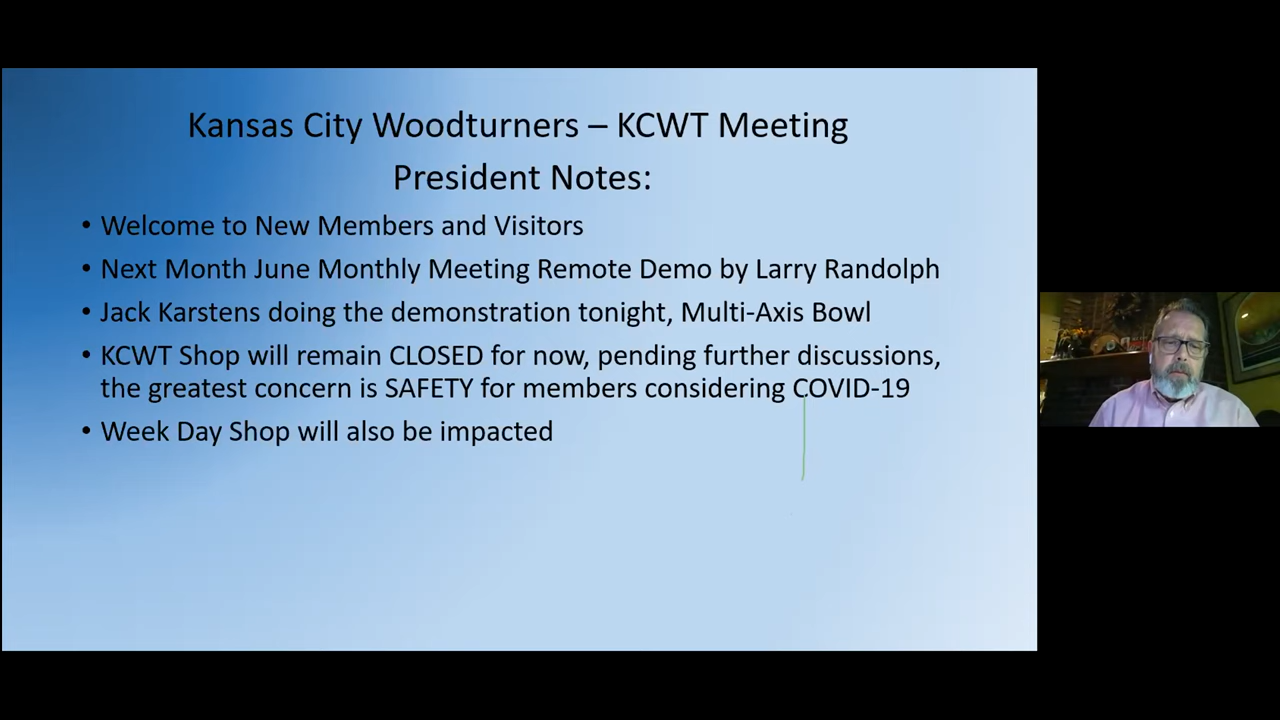 Kansas City Woodturners – KCWT Meeting
President Notes:
• Welcome to New Members and Visitors
• Next Month June Monthly Meeting Remote Demo by Larry Randolph
• Jack Karstens doing the demonstration tonight, Multi-Axis Bowl
• KCWT Shop will remain CLOSED for now, pending further discussions,
the greatest concern is SAFETY for members considering COVID-19
• Week Day Shop will also be impacted